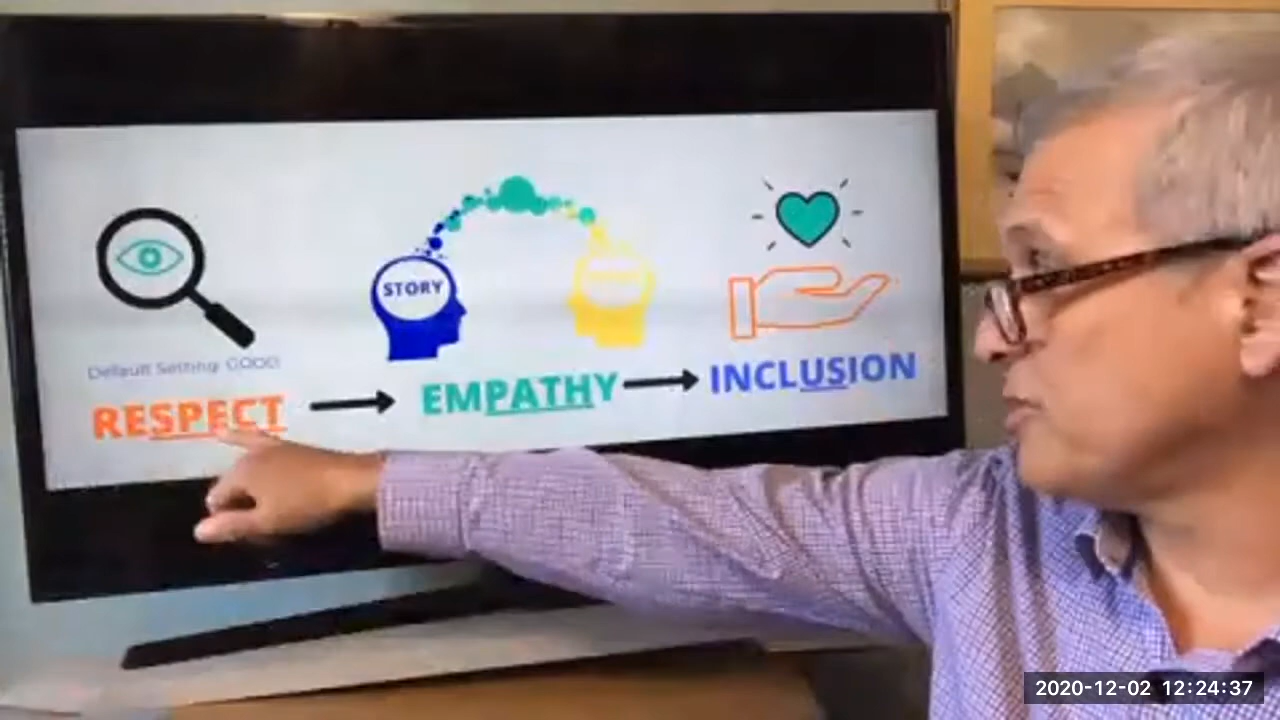 STORY
Default Setting: GOOD!
RESPECT
EMPATHY
INCLUSION
2020-12-02 12:24:37